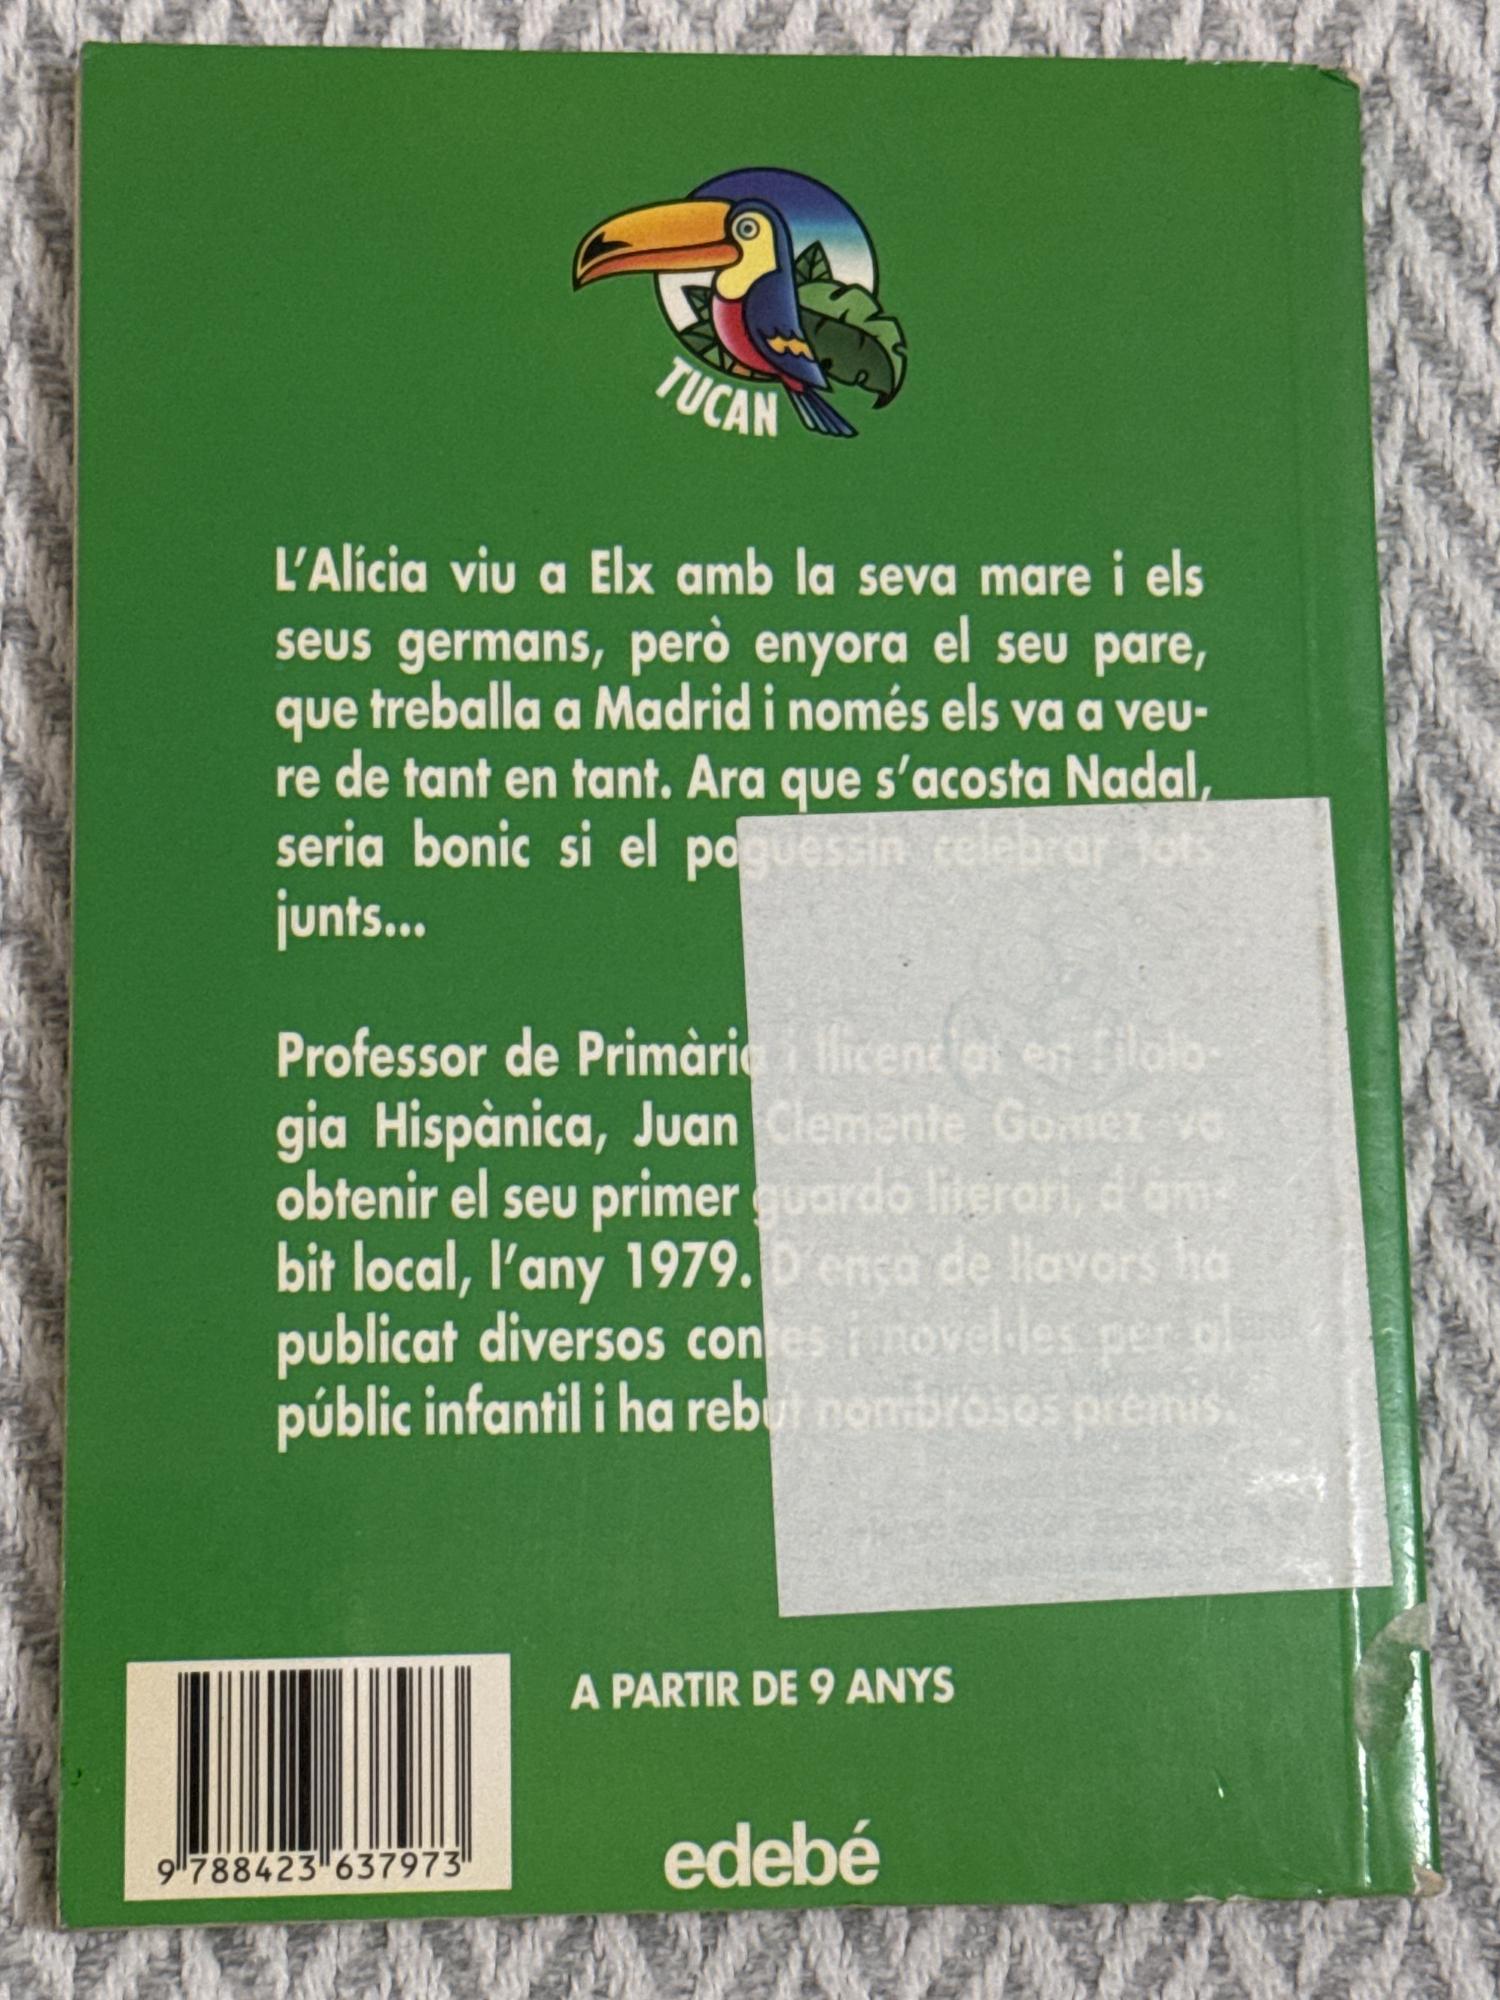 TUCAN
L'Alícia viu a Elx amb la seva mare i els
seus germans, però enyora el seu pare,
que treballa a Madrid i només els va a veu-
re de tant en tant. Ara que s'acosta Nadal,
seria bonic si el poguessin celebrar tots
junts...
Professor de Primària i llicenciat en Filolo-
gia Hispànica, Juan Clemente Gómez va
obtenir el seu primer guardó literari, d'àm-
bit local, l'any 1979. D'ençà de llavors ha
publicat diversos contes i novel·les per al
públic infantil i ha rebut nombrosos premis.
A PARTIR DE 9 ANYS
9 788423 637973
edebé